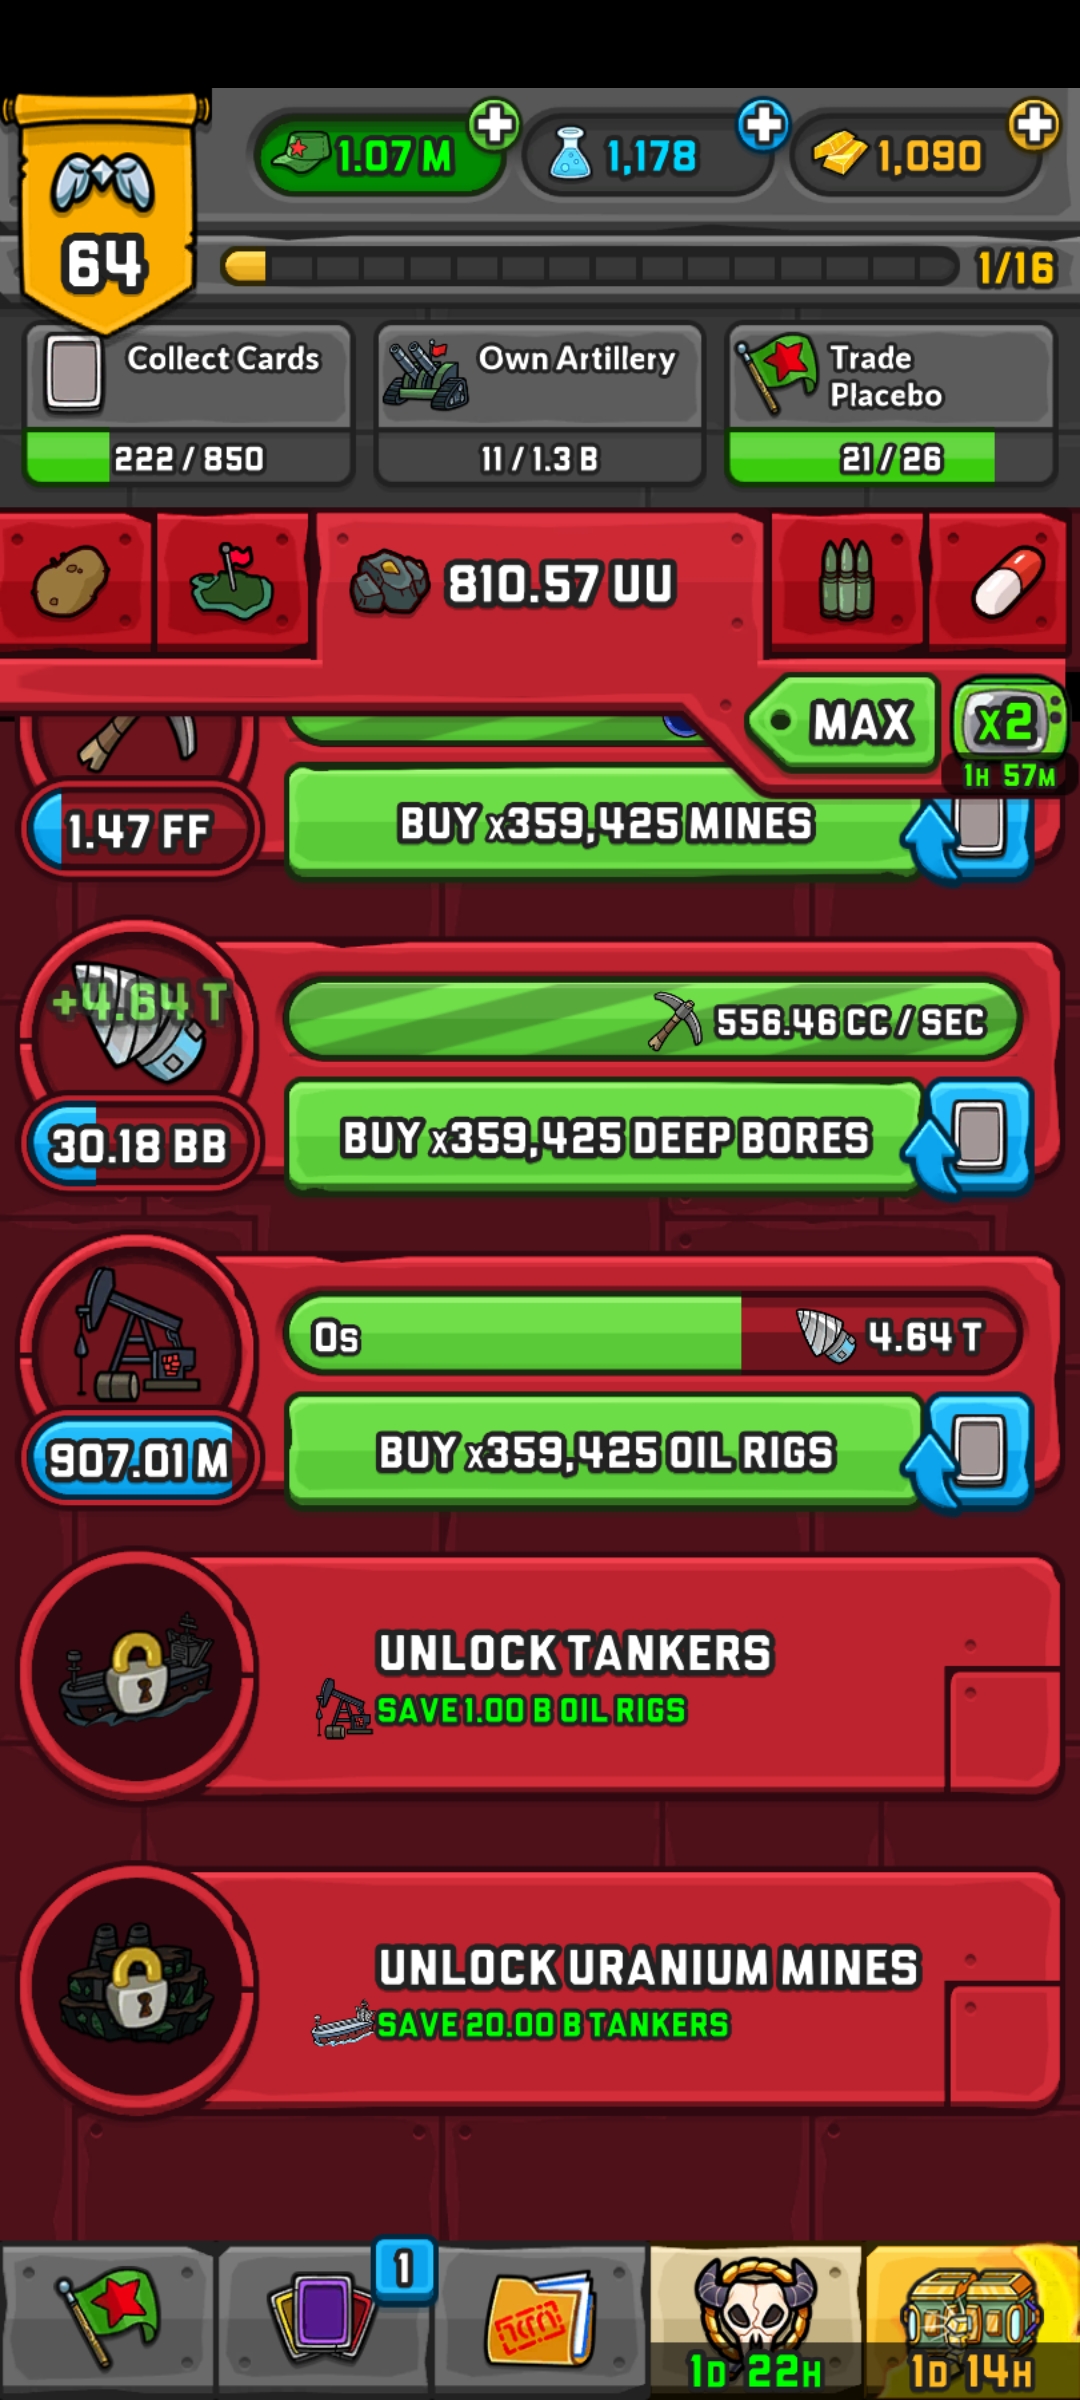 1.07 M
1,178
1,090
64
1/16
Collect Cards
222 / 850
Own Artillery
11 / 1.3 B
Trade
Placebo
21 / 26
810.57 UU
MAX
x2
1H 57M
1.47 FF
BUY x359,425 MINES
+4.64 T
556.46 CC / SEC
30.18 BB
BUY x359,425 DEEP BORES
0s
4.64 T
907.01 M
BUY x359,425 OIL RIGS
UNLOCK TANKERS
SAVE 1.00 B OIL RIGS
UNLOCK URANIUM MINES
SAVE 20.00 B TANKERS
1
1D 22H
1D 14H